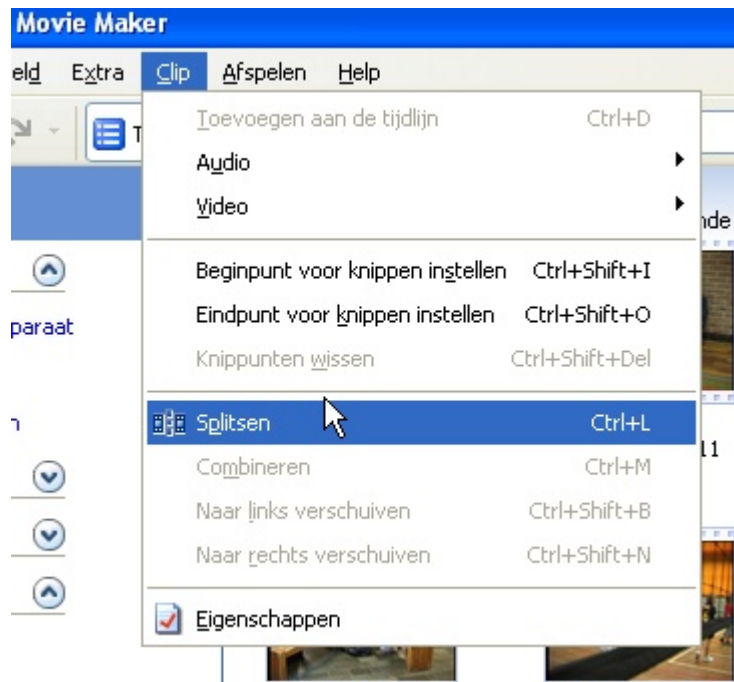 Movie Maker
eld Extra Clip Afspelen Help
T
Toevoegen aan de tijdlijn Ctrl+D
Audio
Video
nde
Beginpunt voor knippen instellen Ctrl+Shift+I
Eindpunt voor knippen instellen Ctrl+Shift+O
paraat
Knippunten wissen Ctrl+Shift+Del
Splitsen Ctrl+L
n
11
Combineren Ctrl+M
Naar links verschuiven Ctrl+Shift+B
Naar rechts verschuiven Ctrl+Shift+N
Eigenschappen